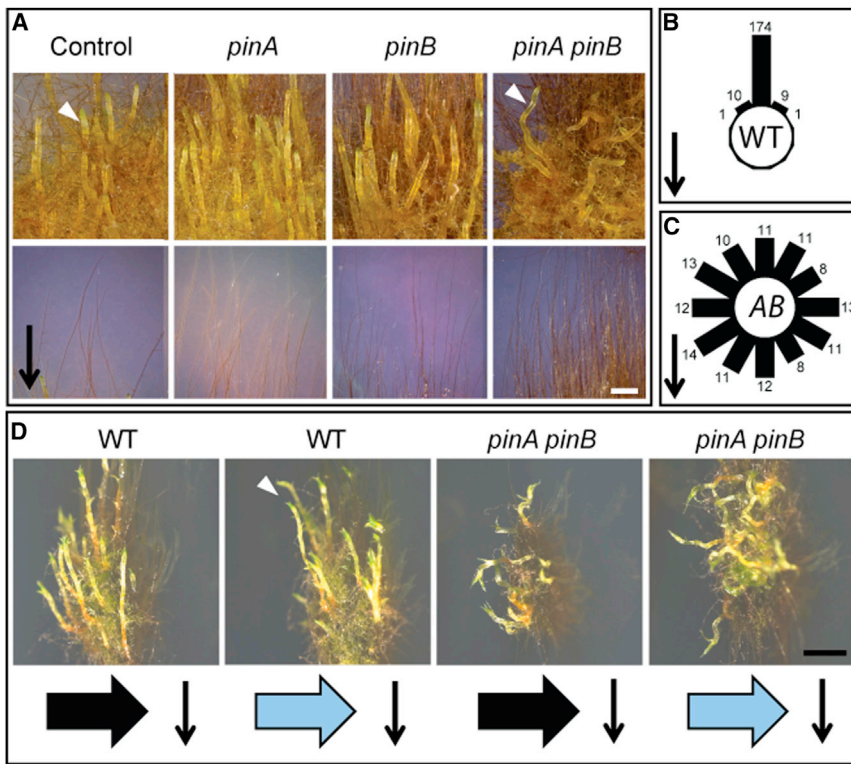 A
Control pinA pinB pinA pinB
B
174
10 9
1 1
WT
C
11
10 11
13 8
12 AB 13
14 11
11 8
12
D
WT WT pinA pinB pinA pinB